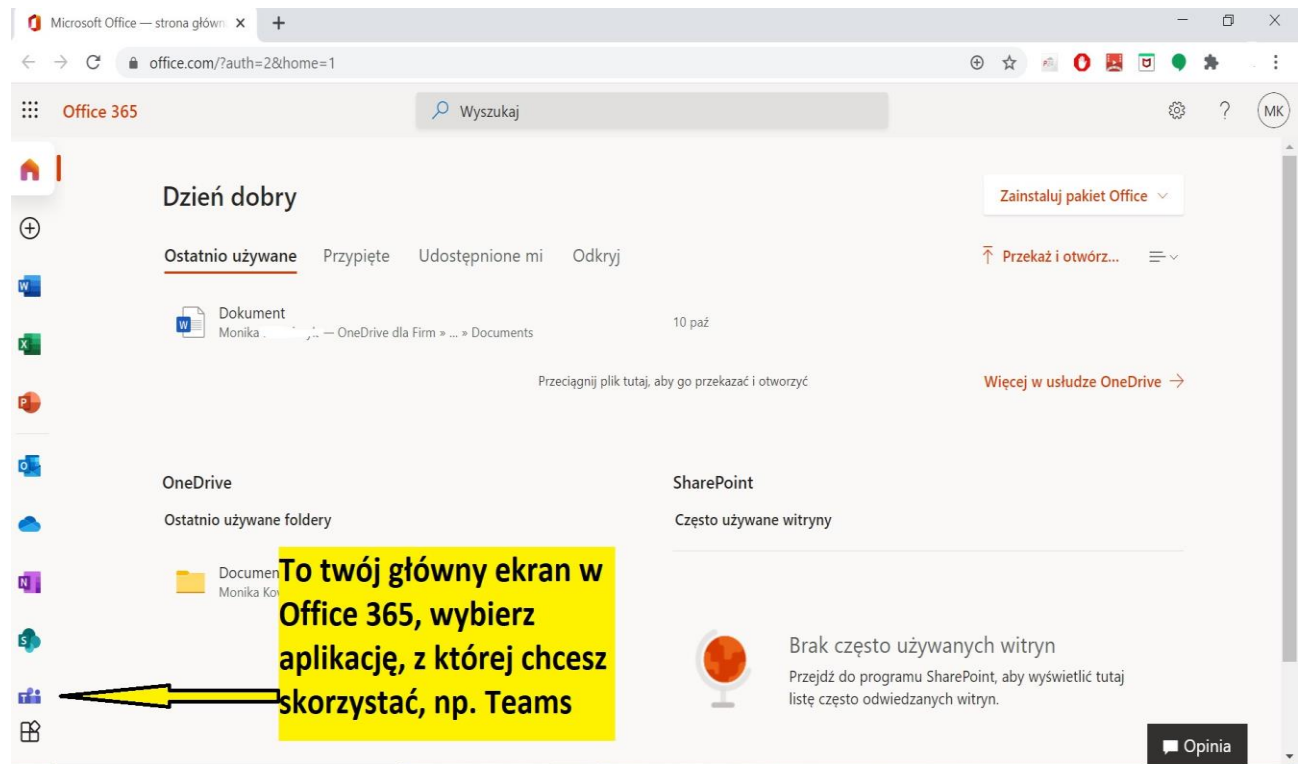 Microsoft Office — strona główn
office.com/?auth=2&home=1
Office 365
Wyszukaj
?
MK
Dzień dobry
Zainstaluj pakiet Office
Ostatnio używane Przypięte Udostępnione mi Odkryj
Przekaż i otwórz...
Dokument
Monika — OneDrive dla Firm » ... » Documents
10 paź
Przeciągnij plik tutaj, aby go przekazać i otworzyć
Więcej w usłudze OneDrive →
OneDrive
Ostatnio używane foldery
Documen
Monika Ko
SharePoint
Często używane witryny
To twój główny ekran w
Office 365, wybierz
aplikację, z której chcesz
skorzystać, np. Teams
Brak często używanych witryn
Przejdź do programu SharePoint, aby wyświetlić tutaj
listę często odwiedzanych witryn.
Opinia